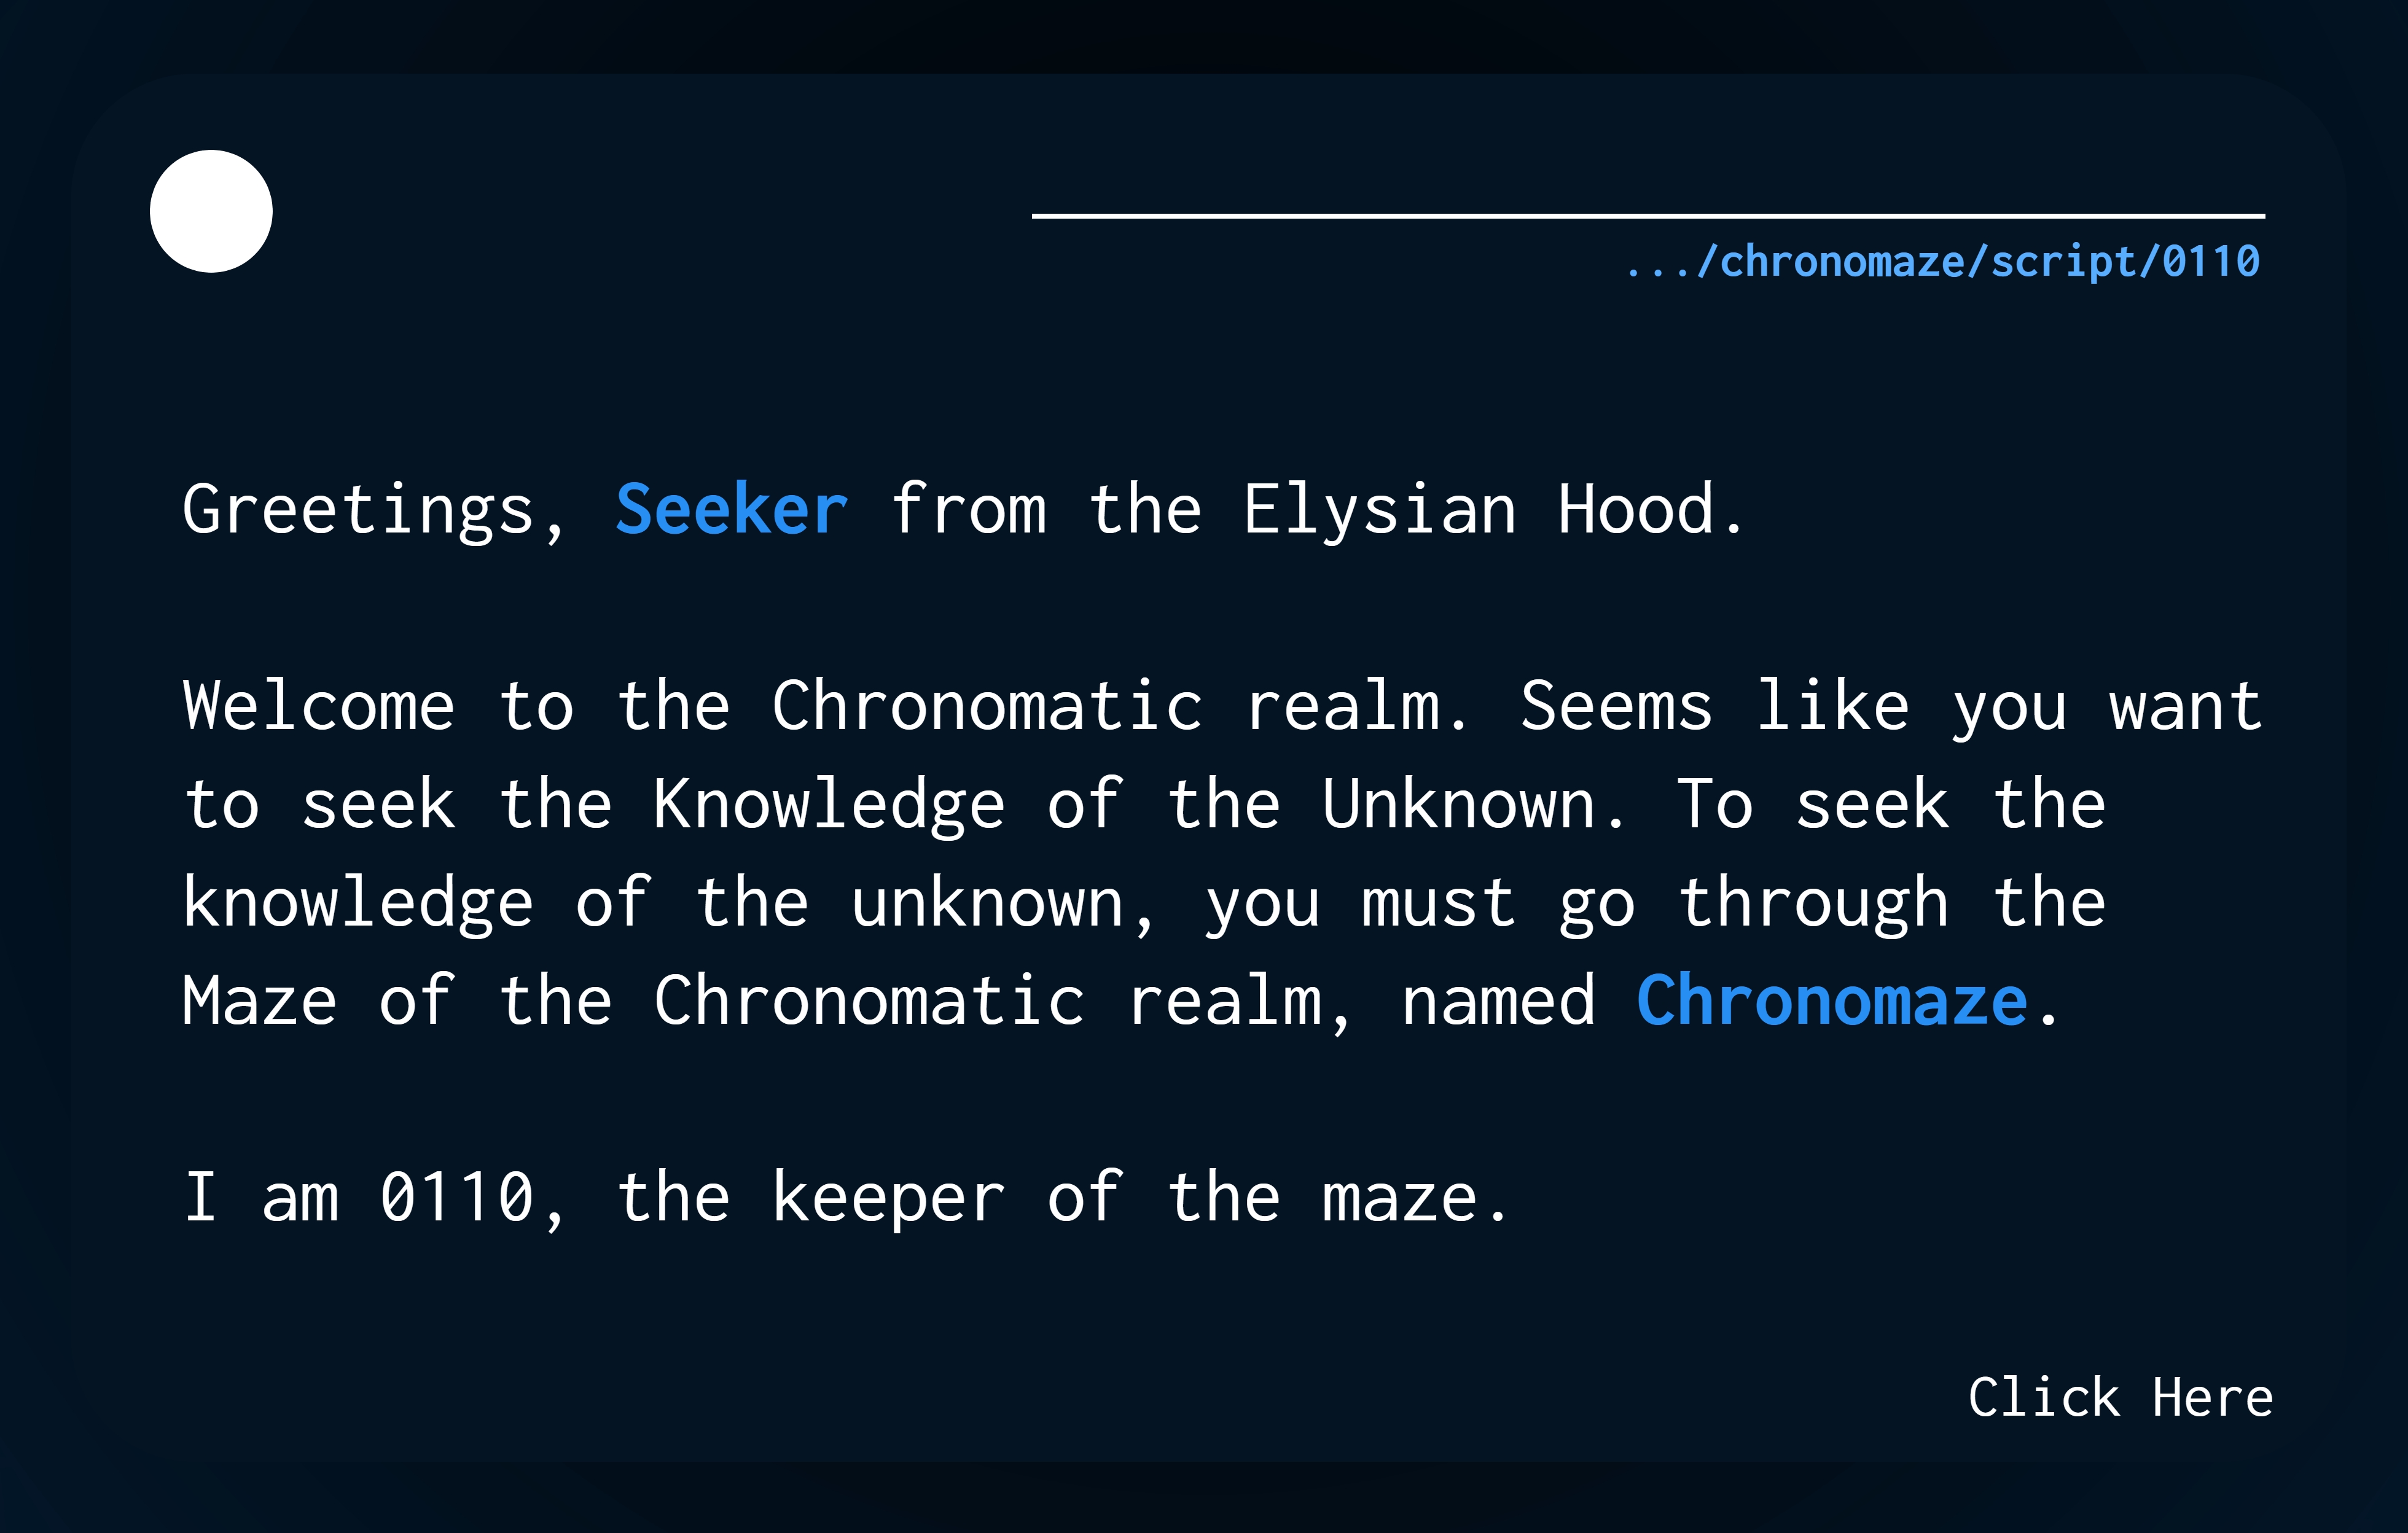 .../chronomaze/script/0110
Greetings, Seeker from the Elysian Hood.
Welcome to the Chronomatic realm. Seems like you want
to seek the Knowledge of the Unknown. To seek the
knowledge of the unknown, you must go through the
Maze of the Chronomatic realm, named Chronomaze.
I am 0110, the keeper of the maze.
Click Here